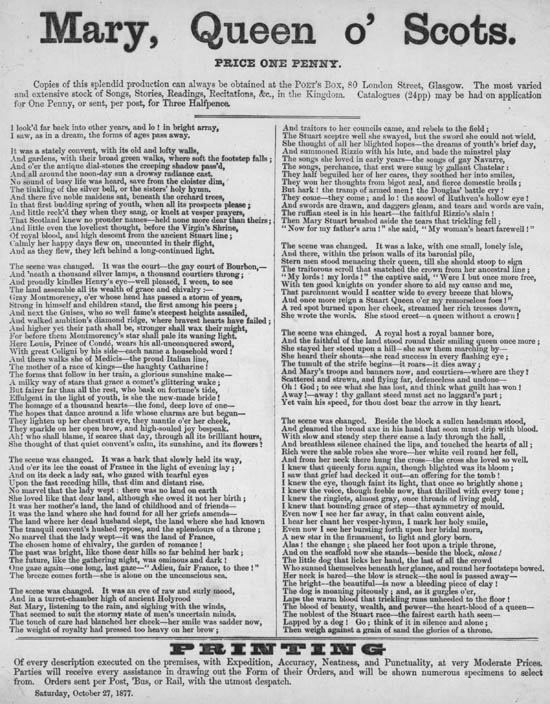 Mary, Queen o' Scots.
PRICE ONE PENNY.
Copies of this splendid production can always be obtained at the POET'S BOX, 80 London Street, Glasgow. The most varied
and extensive stock of Songs, Stories, Readings, Recitations, &c., in the Kingdom. Catalogues (24pp) may be had on application
for One Penny, or sent, per post, for Three Halfpence.
I look'd far back into other years, and lo! in bright array,
I saw, as in a dream, the forms of ages pass away.
It was a stately convent, with its old and lofty walls,
And gardens, with their broad green walks, where soft the footstep falls;
And o'er the antique dial-stones the creeping shadow pass'd,
And all around the noon-day sun a drowsy radiance cast.
No sound of busy life was heard, save from the cloister dim,
The tinkling of the silver bell, or the sisters' holy hymn.
And there five noble maidens sat, beneath the orchard trees,
In that first budding spring of youth, when all its prospects please;
And little reck'd they when they sang, or knelt at vesper prayers,
That Scotland knew no prouder names—held none more dear than theirs;
And little even the loveliest thought, before the Virgin's Shrine,
Of royal blood, and high descent from the ancient Stuart line;
Calmly her happy days flew on, uncounted in their flight,
And as they flew, they left behind a long-continued light.
The scene was changed. It was the court—the gay court of Bourbon,—
And 'neath a thousand silver lamps, a thousand courtiers throng;
And proudly kindles Henry's eye—well pleased, I ween, to see
The land assemble all its wealth of grace and chivalry:—
Gray Montmorency, o'er whose head has passed a storm of years,
Strong in himself and children stand, the first among his peers;
And next the Guises, who so well fame's steepest heights assailed,
And walked ambition's diamond ridge, where bravest hearts have failed;
And higher yet their path shall be, stronger shall wax their might,
For before them Montmorency's star shall pale its waning light.
Here Louis, Prince of Condé, wears his all-unconquered sword,
With great Coligni by his side—each name a household word!
And there walks she of Medicis—the proud Italian line,
The mother of a race of kings—the haughty Catharine!
The forms that follow in her train, a glorious sunshine make—
A milky way of stars that grace a comet's glittering wake;
But fairer far than all the rest, who bask on fortune's tide,
Effulgent in the light of youth, is she the new-made bride!
The homage of a thousand hearts—the fond, deep love of one—
The hopes that dance around a life whose charms are but begun—
They lighten up her chestnut eye, they mantle o'er her cheek,
They sparkle on her open brow, and high-souled joy bespeak.
Ah! who shall blame, if scarce that day, through all its brilliant hours,
She thought of that quiet convent's calm, its sunshine, and its flowers?
The scene was changed. It was a bark that slowly held its way,
And o'er its lee the coast of France in the light of evening lay;
And on its deck a lady sat, who gazed with tearful eyes
Upon the fast receding hills, that dim and distant rise.
No marvel that the lady wept: there was no land on earth
She loved like that dear land, although she owed it not her birth;
It was her mother's land, the land of childhood and of friends—
It was the land where she had found for all her griefs amends—
The land where her dead husband slept, the land where she had known
The tranquil convent's hushed repose, and the splendours of a throne;
No marvel that the lady wept—it was the land of France,
The chosen home of chivalry, the garden of romance!
The past was bright, like those dear hills so far behind her bark;
The future, like the gathering night, was ominous and dark!
One gaze again—one long, last gaze—"Adieu, fair France, to thee!"
The breeze comes forth—she is alone on the unconscious sea.
The scene was changed. It was an eve of raw and surly mood,
And in a turret-chamber high of ancient Holyrood
Sat Mary, listening to the rain, and sighing with the winds,
That seemed to suit the stormy state of men's uncertain minds.
The touch of care had blanched her cheek—her smile was sadder now,
The weight of royalty had pressed too heavy on her brow;
And traitors to her councils came, and rebels to the field;
The Stuart sceptre well she swayed, but the sword she could not wield.
She thought of all her blighted hopes—the dreams of youth's brief day,
And summoned Rizzio with his lute, and bade the minstrel play
The songs she loved in early years—the songs of gay Navarre,
The songs, perchance, that erst were sung by gallant Chatelar:
They half beguiled her of her cares, they soothed her into smiles,
They won her thoughts from bigot zeal, and fierce domestic broils;
But hark! the tramp of armed men! the Douglas' battle cry!
They come—they come; and lo! the scowl of Ruthven's hollow eye!
And swords are drawn, and daggers gleam, and tears and words are vain,
The ruffian steel is in his heart—the faithful Rizzio's slain!
Then Mary Stuart brushed aside the tears that trickling fell;
"Now for my father's arm!" she said, "My woman's heart farewell!"
The scene was changed. It was a lake, with one small, lonely isle,
And there, within the prison walls of its baronial pile,
Stern men stood menacing their queen, till she should stoop to sign
The traitorous scroll that snatched the crown from her ancestral line;
"My lords! my lords!" the captive said, "Were I but once more free,
With ten good knights on yonder shore to aid my cause and me,
That parchment would I scatter wide to every breeze that blows,
And once more reign a Stuart Queen o'er my remorseless foes!"
A red spot burned upon her cheek, streamed her rich tresses down,
She wrote the words. She stood erect—a queen without a crown!
The scene was changed. A royal host a royal banner bore,
And the faithful of the land stood round their smiling queen once more;
She stayed her steed upon a hill—she saw them marching by—
She heard their shouts—she read success in every flashing eye;
The tumult of the strife begins—it roars—it dies away;
And Mary's troops and banners now, and courtiers—where are they?
Scattered and strewn, and flying far, defenceless and undone—
Oh! God; to see what she has lost, and think what guilt has won!
Away!—away! thy gallant steed must act no laggard's part;
Yet vain his speed, for thou dost bear the arrow in thy heart.
The scene was changed. Beside the block a sullen headsman stood,
And gleamed the broad axe in his hand that soon must drip with blood.
With slow and steady step there came a lady through the hall,
And breathless silence chained the lips, and touched the hearts of all;
Rich were the sable robes she wore—her white veil round her fell,
And from her neck there hung the cross—the cross she loved so well.
I knew that queenly form again, though blighted was its bloom;
I saw that grief had decked it out—an offering for the tomb!
I knew the eye, though faint its light, that once so brightly shone;
I knew the voice, though feeble now, that thrilled with every tone;
I knew the ringlets, almost gray, once threads of living gold,
I knew that bounding grace of step—that symmetry of mould.
Even now I see her far away, in that calm convent aisle,
I hear her chant her vesper-hymn, I mark her holy smile,
Even now I see her bursting forth upon her bridal morn,
A new star in the firmament, to light and glory born.
Alas! the change; she placed her foot upon a triple throne,
And on the scaffold now she stands—beside the block, alone!
The little dog that licks her hand, the last of all the crowd
Who sunned themselves beneath her glance, and round her footsteps bowed.
Her neck is bared—the blow is struck—the soul is passed away—
The bright—the beautiful—is now a bleeding piece of clay!
The dog is moaning piteously; and, as it gurgles o'er,
Laps the warm blood that trickling runs unheeded to the floor!
The blood of beauty, wealth, and power—the heart-blood of a queen—
The noblest of the Stuart race—the fairest earth hath seen—
Lapped by a dog! Go; think of it in silence and alone;
Then weigh against a grain of sand the glories of a throne.
PRINTING
Of every description executed on the premises, with Expedition, Accuracy, Neatness, and Punctuality, at very Moderate Prices.
Parties will receive every assistance in drawing out the Form of their Orders, and will be shown numerous specimens to select
from. Orders sent per Post, 'Bus, or Rail, with the utmost despatch.
Saturday, October 27, 1877.